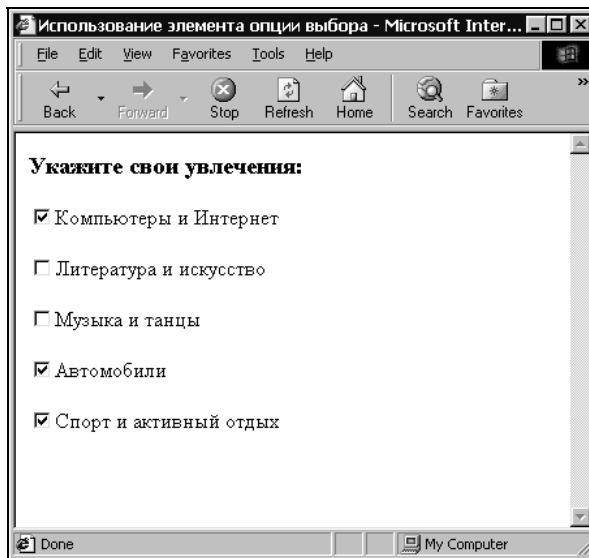 Использование элемента опции выбора - Microsoft Inter...
File Edit View Favorites Tools Help
Back Forward Stop Refresh Home Search Favorites »
Укажите свои увлечения:
Компьютеры и Интернет
Литература и искусство
Музыка и танцы
Автомобили
Спорт и активный отдых
Done My Computer